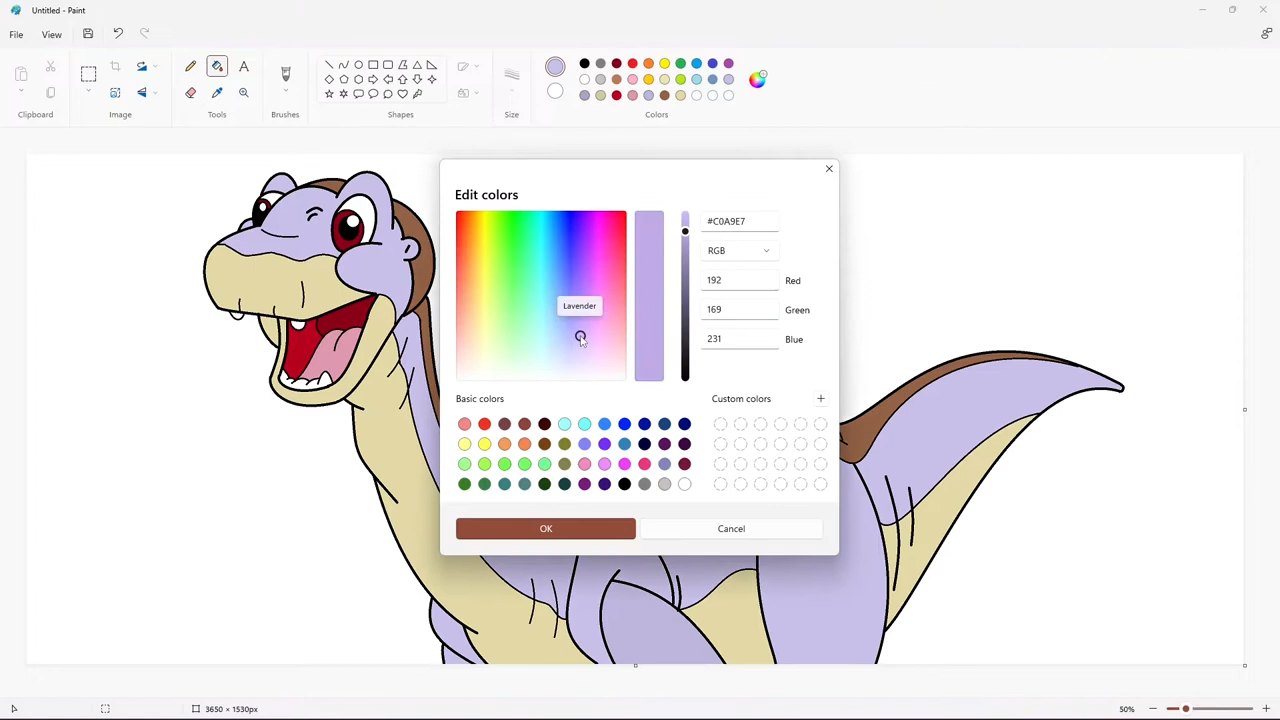 Untitled - Paint
File View
Clipboard Image Tools Brushes Shapes Size Colors
Edit colors
#C0A9E7
RGB
192 Red
Lavender
169 Green
231 Blue
Basic colors Custom colors
OK Cancel
3650 × 1530px 50%